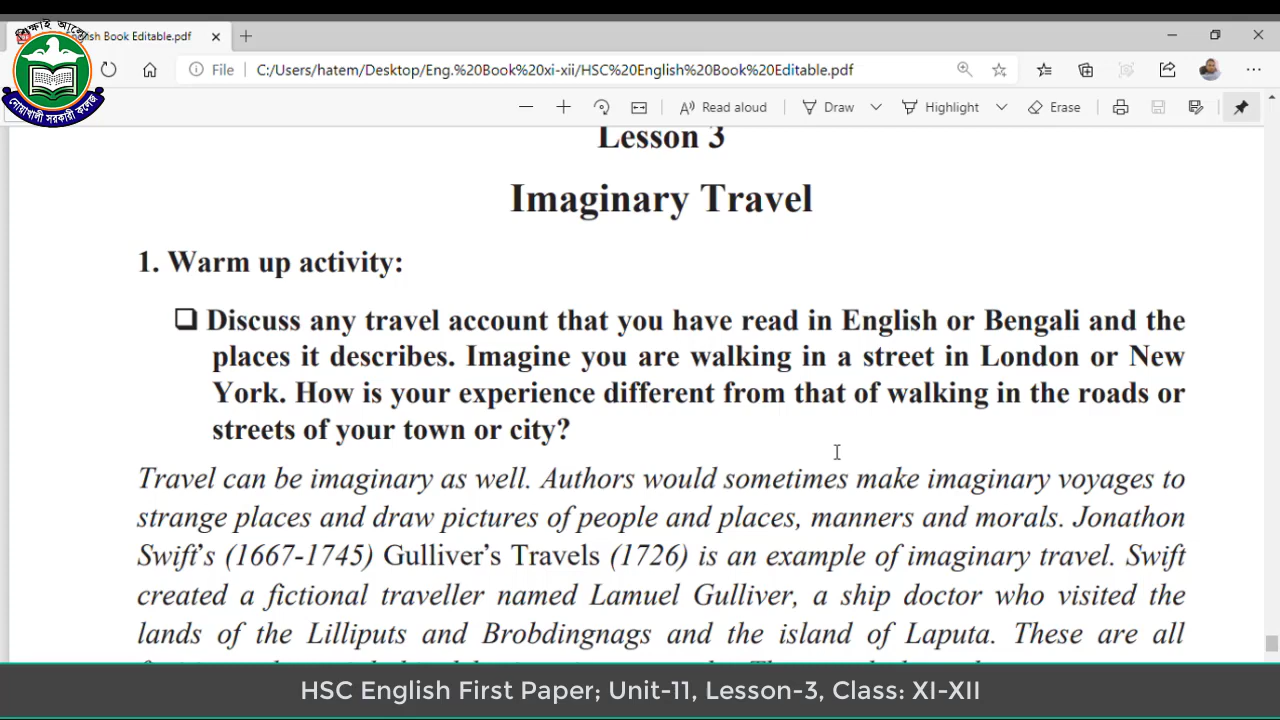 শিক্ষাই আলো
English Book Editable.pdf
File C:/Users/hatem/Desktop/Eng.%20Book%20xi-xii/HSC%20English%20Book%20Editable.pdf
Read aloud Draw Highlight Erase
নোয়াখালী সরকারী কলেজ
Lesson 3
Imaginary Travel
1. Warm up activity:
❑ Discuss any travel account that you have read in English or Bengali and the
places it describes. Imagine you are walking in a street in London or New
York. How is your experience different from that of walking in the roads or
streets of your town or city?
Travel can be imaginary as well. Authors would sometimes make imaginary voyages to
strange places and draw pictures of people and places, manners and morals. Jonathon
Swift's (1667-1745) Gulliver's Travels (1726) is an example of imaginary travel. Swift
created a fictional traveller named Lamuel Gulliver, a ship doctor who visited the
lands of the Lilliputs and Brobdingnags and the island of Laputa. These are all
HSC English First Paper; Unit-11, Lesson-3, Class: XI-XII